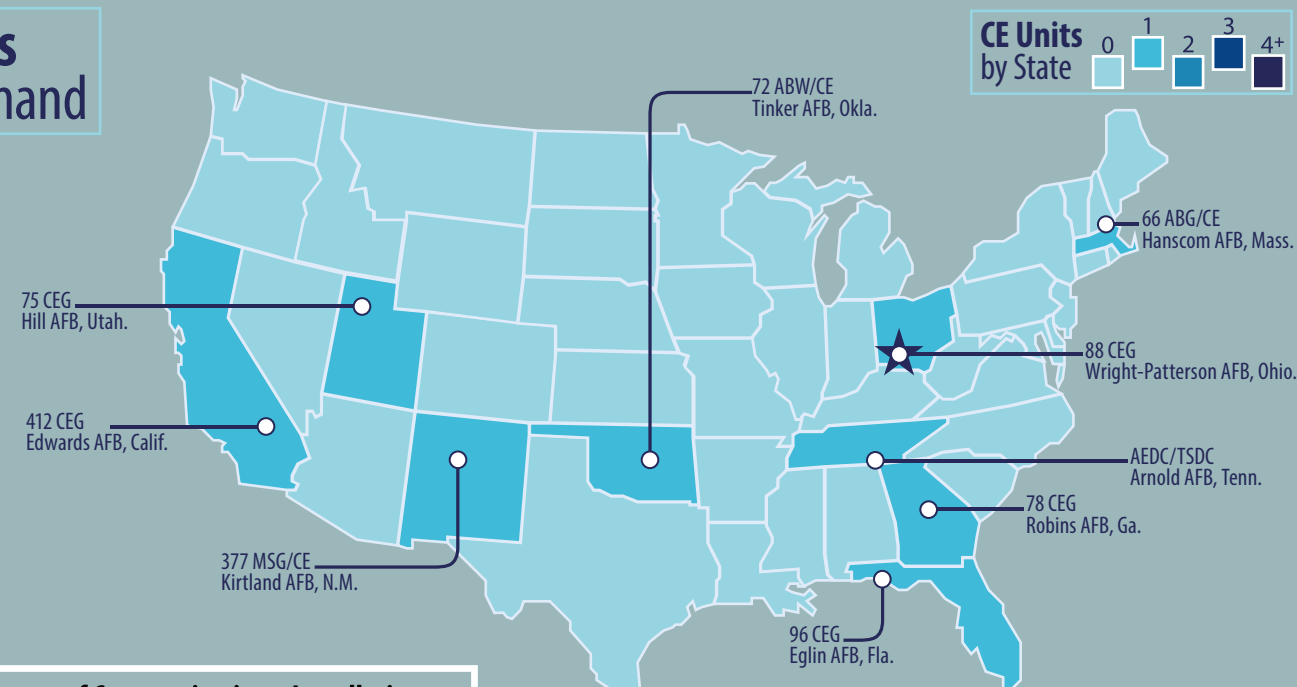 CE Units
by State
0
1
2
3
4+
72 ABW/CE
Tinker AFB, Okla.
66 ABG/CE
Hanscom AFB, Mass.
75 CEG
Hill AFB, Utah.
88 CEG
Wright-Patterson AFB, Ohio.
412 CEG
Edwards AFB, Calif.
AEDC/TSDC
Arnold AFB, Tenn.
78 CEG
Robins AFB, Ga.
377 MSG/CE
Kirtland AFB, N.M.
96 CEG
Eglin AFB, Fla.